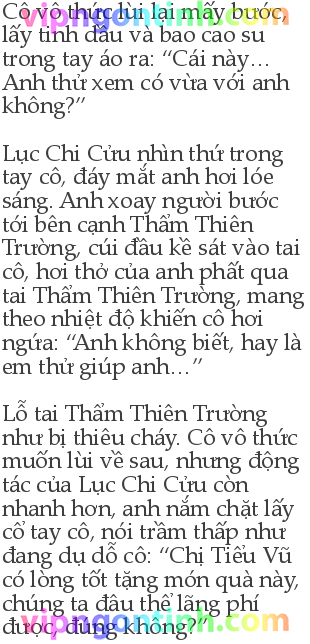 vipngontinh.com
Cô vô thức lùi lại mấy bước,
lấy tinh dầu và bao cao su
trong tay áo ra: “Cái này…
Anh thử xem có vừa với anh
không?”
Lục Chi Cửu nhìn thứ trong
tay cô, đáy mắt anh hơi lóe
sáng. Anh xoay người bước
tới bên cạnh Thẩm Thiên
Trường, cúi đầu kề sát vào tai
cô, hơi thở của anh phất qua
tai Thẩm Thiên Trường, mang
theo nhiệt độ khiến cô hơi
ngứa: “Anh không biết, hay là
em thử giúp anh…”
Lỗ tai Thẩm Thiên Trường
như bị thiêu cháy. Cô vô thức
muốn lùi về sau, nhưng động
tác của Lục Chi Cửu còn
nhanh hơn, anh nắm chặt lấy
cổ tay cô, nói trầm thấp như
đang dụ dỗ cô: “Chị Tiểu Vũ
có lòng tốt tặng món quà này,
chúng ta đâu thể lãng phí
được, đúng không?”
vipngontinh.com